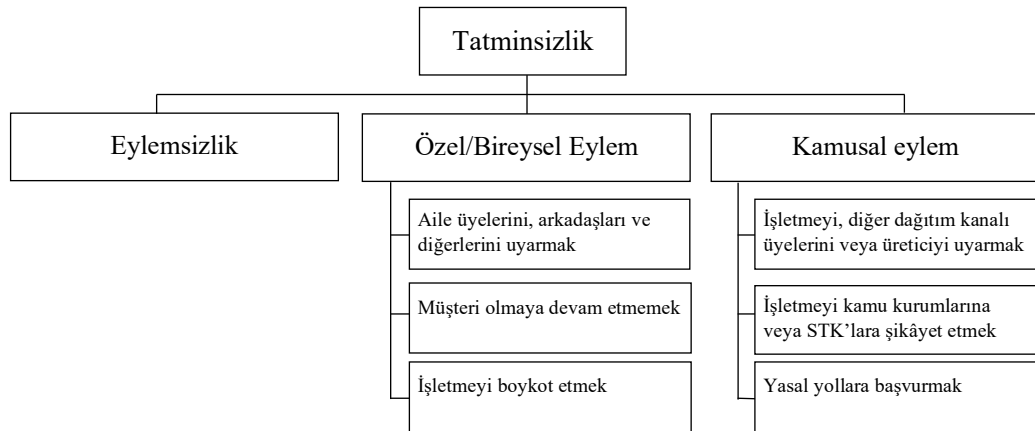 Tatminsizlik
Eylemsizlik
Özel/Bireysel Eylem
Kamusal eylem
Aile üyelerini, arkadaşları ve
diğerlerini uyarmak
İşletmeyi, diğer dağıtım kanalı
üyelerini veya üreticiyi uyarmak
Müşteri olmaya devam etmemek
İşletmeyi kamu kurumlarına
veya STK’lara şikâyet etmek
İşletmeyi boykot etmek
Yasal yollara başvurmak